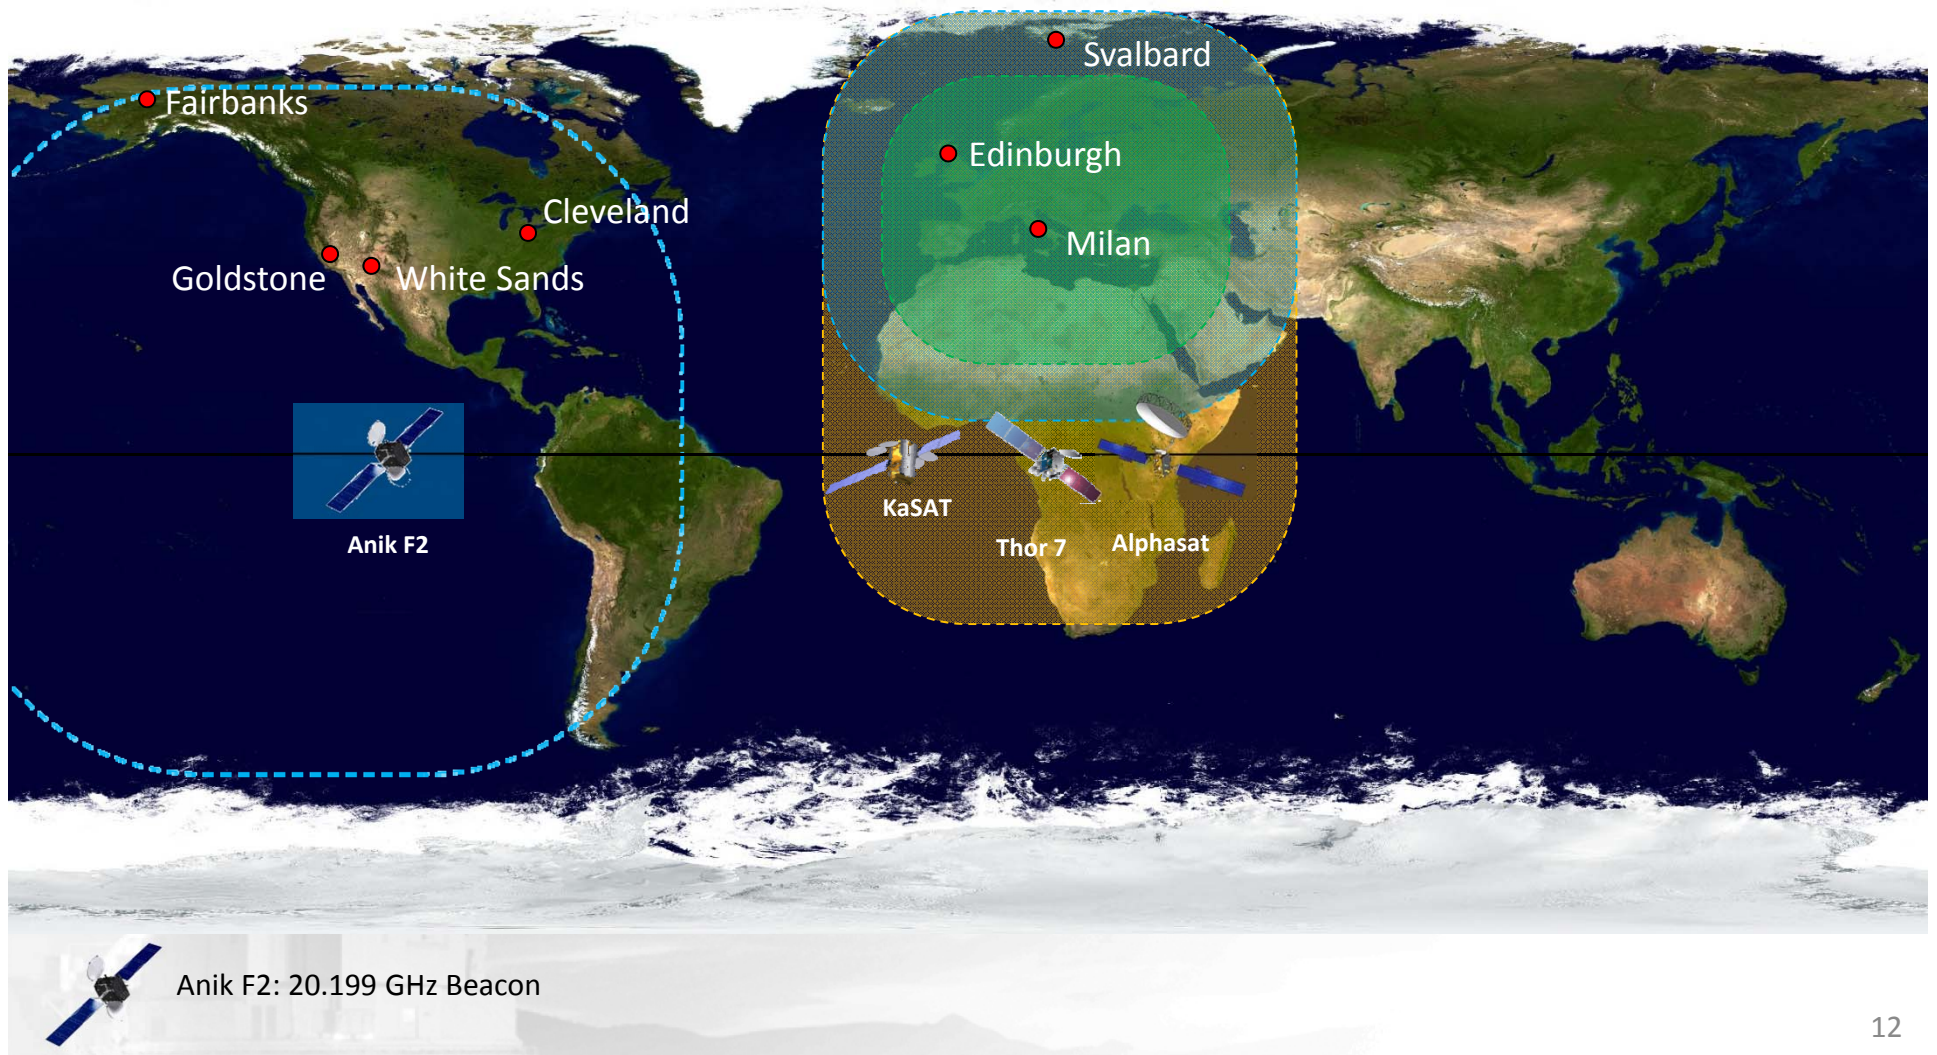 Svalbard
Fairbanks
Edinburgh
Cleveland
Milan
Goldstone
White Sands
KaSAT
Anik F2
Thor 7
Alphasat
Anik F2: 20.199 GHz Beacon
12